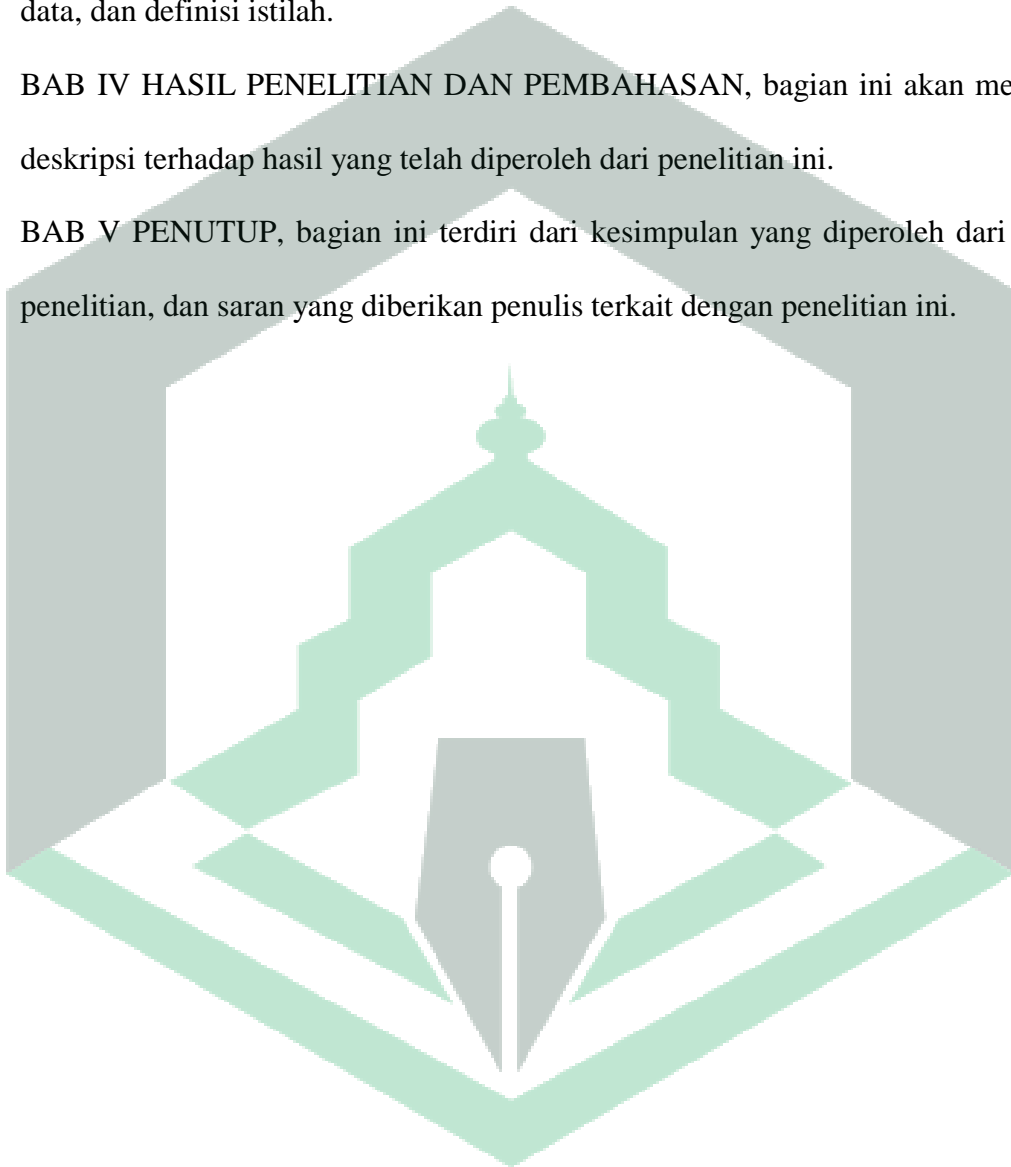 data, dan definisi istilah.
BAB IV HASIL PENELITIAN DAN PEMBAHASAN, bagian ini akan me
deskripsi terhadap hasil yang telah diperoleh dari penelitian ini.
BAB V PENUTUP, bagian ini terdiri dari kesimpulan yang diperoleh dari
penelitian, dan saran yang diberikan penulis terkait dengan penelitian ini.